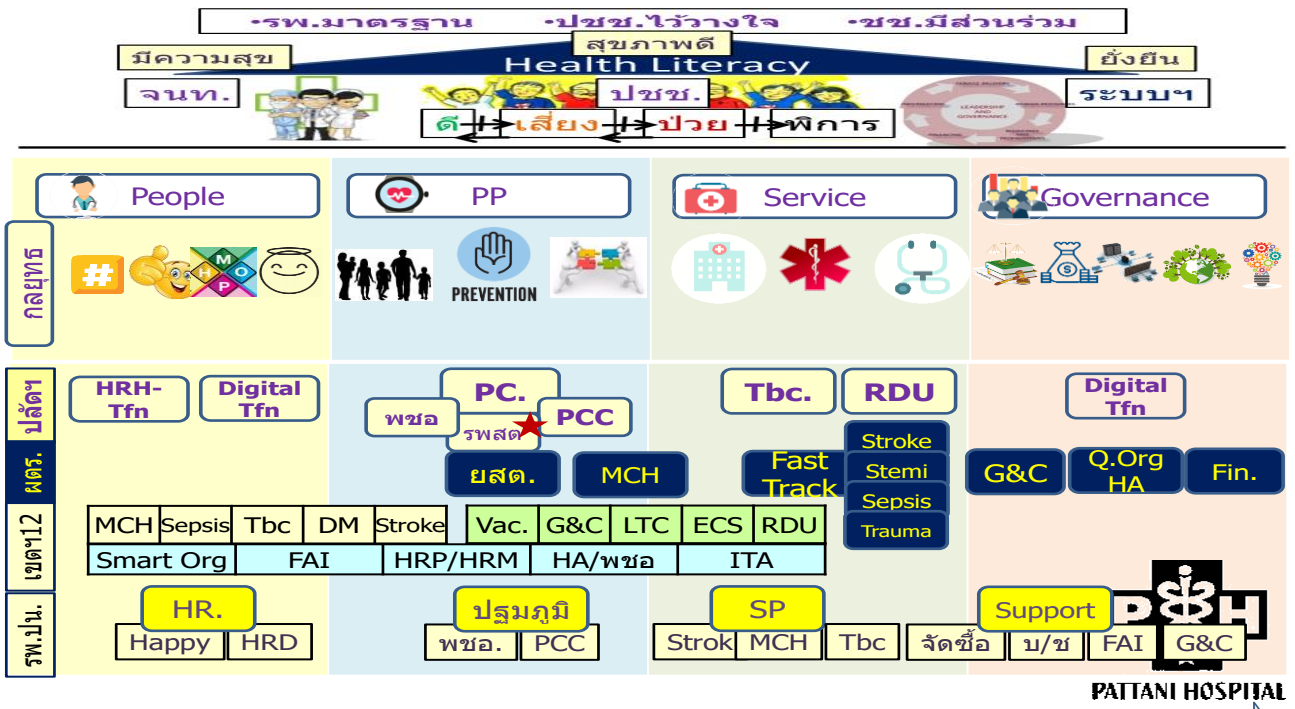 •รพ.มาตรฐาน •ปชช.ไว้วางใจ •ชช.มีส่วนร่วม
สุขภาพดี
มีความสุข Health Literacy ยั่งยืน
จนท. ปชช. ระบบฯ
LEADERSHIP
AND
GOVERNANCE
ดี เสี่ยง ป่วย พิการ
People PP Service Governance
กลยุทธ
#
M
H O
P
PREVENTION
$
ปลัดฯ
HRH-
Tfn
Digital
Tfn
PC.
พชอ
รพสต
PCC
Tbc. RDU
Digital
Tfn
ผตร.
ยสต. MCH
Fast
Track
Stroke
Stemi
Sepsis
Trauma
G&C
Q.Org
HA
Fin.
เขตฯ12
MCH Sepsis Tbc DM Stroke Vac. G&C LTC ECS RDU
Smart Org FAI HRP/HRM HA/พชอ ITA
รพ.ปน.
HR. ปฐมภูมิ SP Support
Happy HRD พชอ. PCC Strok MCH Tbc จัดซื้อ บ/ช FAI G&C
P H
PATTANI HOSPITAL